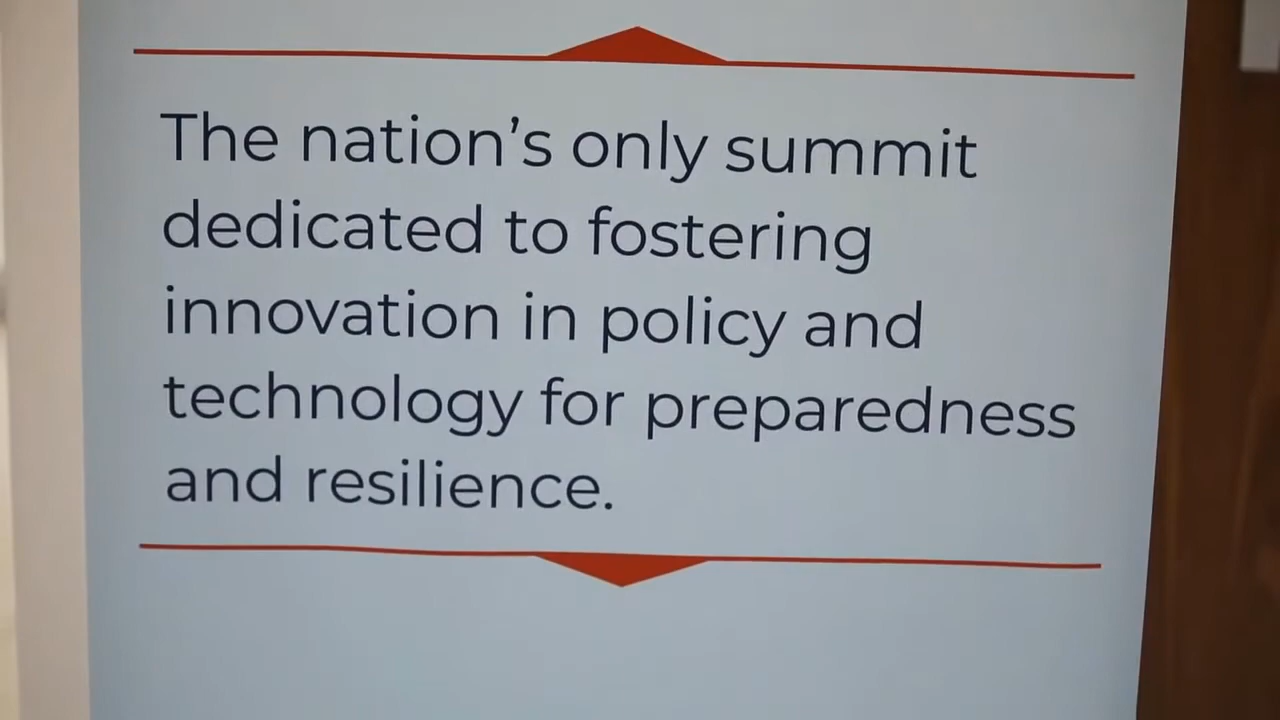 The nation’s only summit
dedicated to fostering
innovation in policy and
technology for preparedness
and resilience.